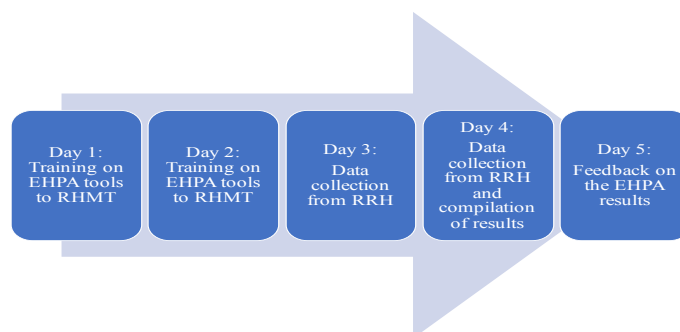 Day 1:
Training on
EHPA tools
to RHMT
Day 2:
Training on
EHPA tools
to RHMT
Day 3:
Data
collection
from RRH
Day 4:
Data
collection
from RRH
and
compilation
of results
Day 5:
Feedback on
the EHPA
results